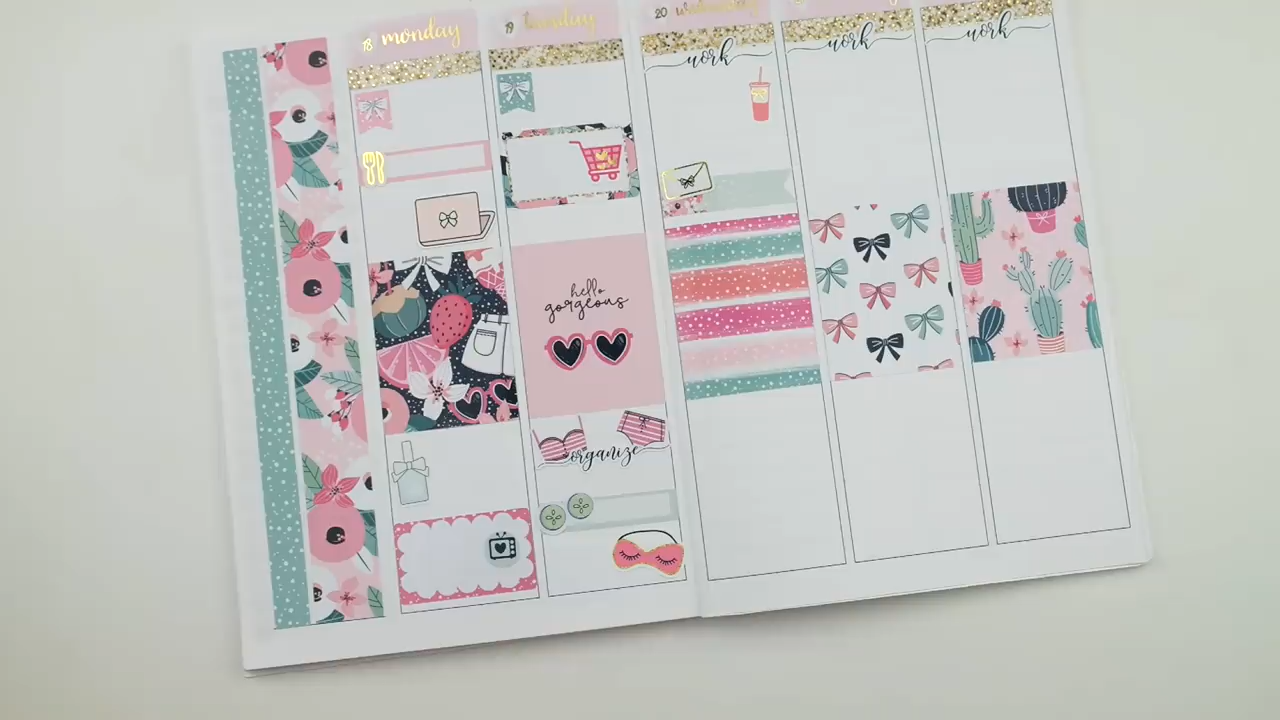 18 monday
19 tuesday
20 wednesday
work
work
work
hello
gorgeous
organize